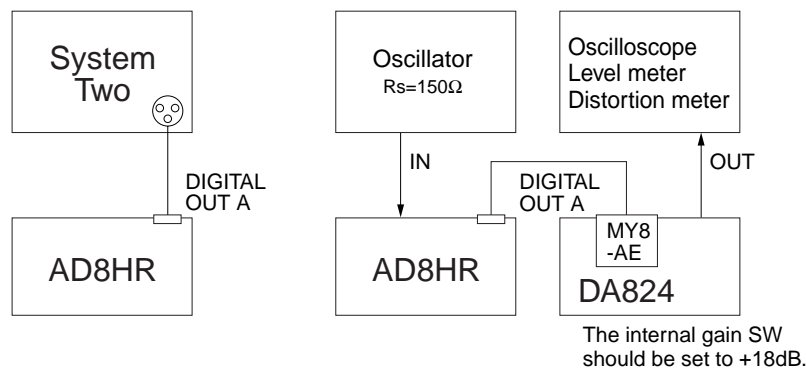 System
Two
DIGITAL
OUT A
AD8HR
Oscillator
Rs=150Ω
IN
DIGITAL
OUT A
AD8HR
Oscilloscope
Level meter
Distortion meter
OUT
MY8
-AE
DA824
The internal gain SW
should be set to +18dB.